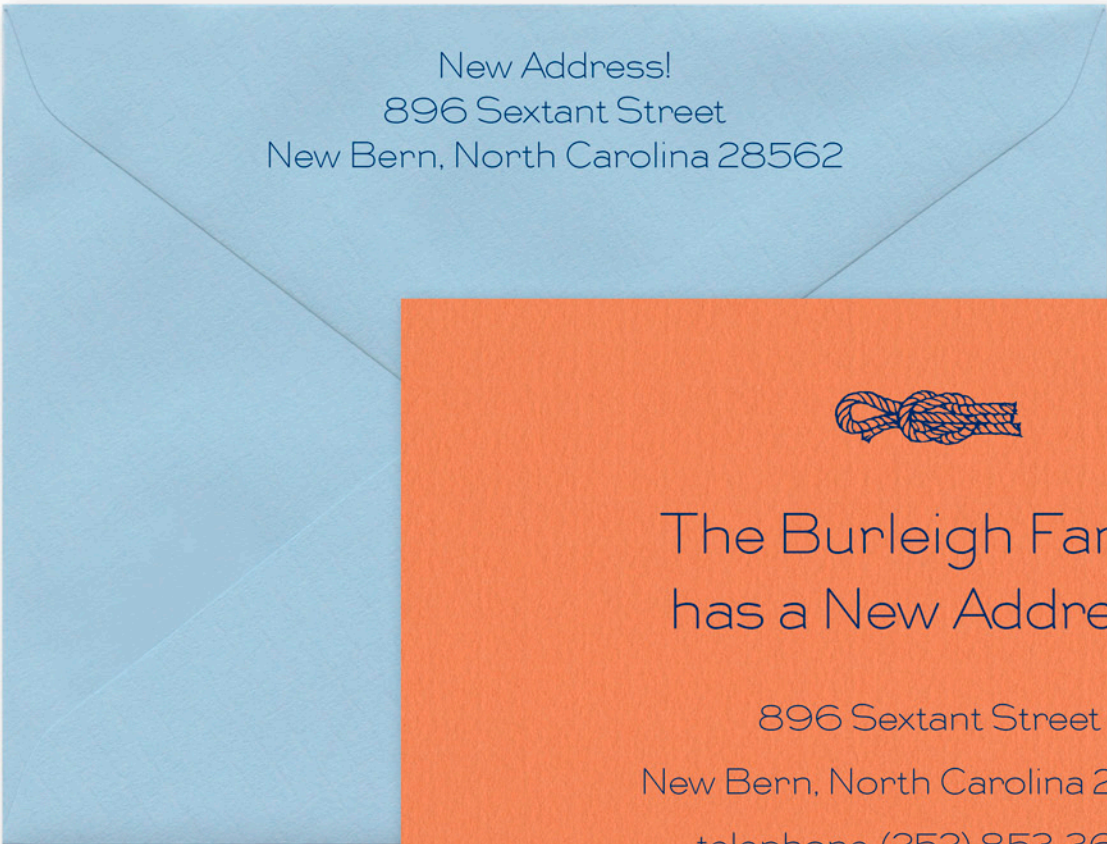 New Address!
896 Sextant Street
New Bern, North Carolina 28562
The Burleigh
has a New Addre
896 Sextant Street
New Bern, North Carolina
telephone